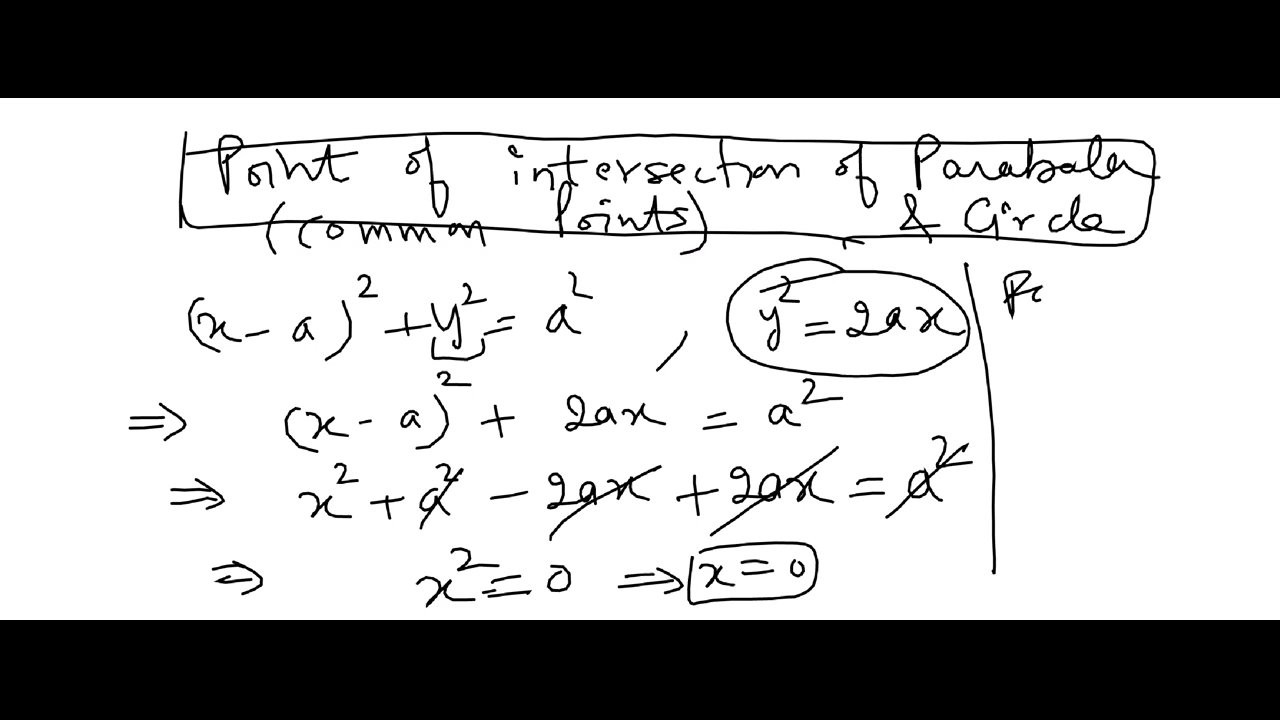 Point of intersection of Parabola
(common Points) & Circle
(x - a)² + y² = a² , y² = 2ax
⇒ (x - a)² + 2ax = a²
⇒ x² + a² - 2ax + 2ax = a²
⇒ x² = 0 ⇒ x = 0